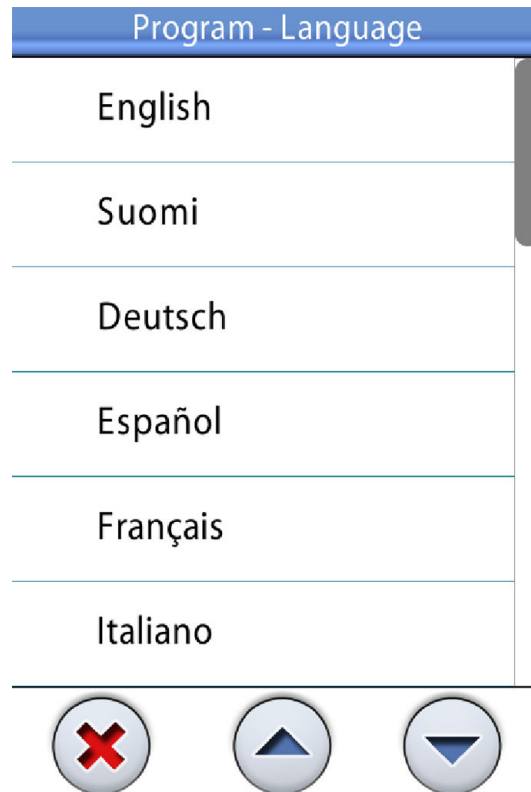 Program - Language
English
Suomi
Deutsch
Español
Français
Italiano